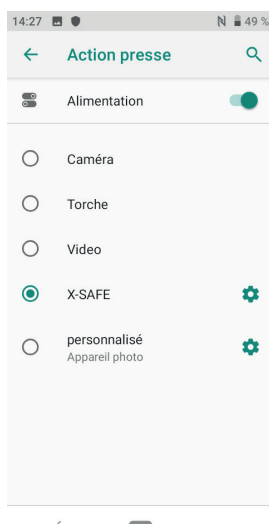 14:27 49 %
Action presse
Alimentation
Caméra
Torche
Video
X-SAFE
personnalisé
Appareil photo